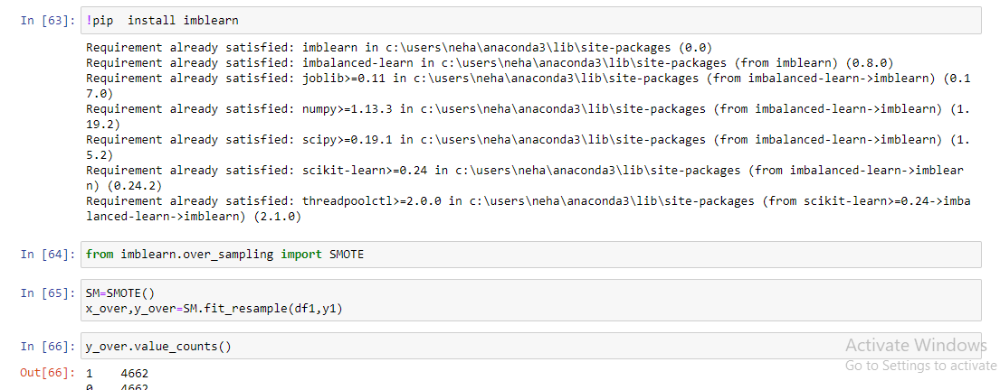 In [63]: !pip  install imblearn
Requirement already satisfied: imblearn in c:\users\neha\anaconda3\lib\site-packages (0.0)
Requirement already satisfied: imbalanced-learn in c:\users\neha\anaconda3\lib\site-packages (from imblearn) (0.8.0)
Requirement already satisfied: joblib>=0.11 in c:\users\neha\anaconda3\lib\site-packages (from imbalanced-learn->imblearn) (0.1
7.0)
Requirement already satisfied: numpy>=1.13.3 in c:\users\neha\anaconda3\lib\site-packages (from imbalanced-learn->imblearn) (1.
19.2)
Requirement already satisfied: scipy>=0.19.1 in c:\users\neha\anaconda3\lib\site-packages (from imbalanced-learn->imblearn) (1.
5.2)
Requirement already satisfied: scikit-learn>=0.24 in c:\users\neha\anaconda3\lib\site-packages (from imbalanced-learn->imblear
n) (0.24.2)
Requirement already satisfied: threadpoolctl>=2.0.0 in c:\users\neha\anaconda3\lib\site-packages (from scikit-learn>=0.24->imba
lanced-learn->imblearn) (2.1.0)
In [64]: from imblearn.over_sampling import SMOTE
In [65]: SM=SMOTE()
x_over,y_over=SM.fit_resample(df1,y1)
In [66]: y_over.value_counts()
Out[66]: 1    4662
0    4662
Activate Windows
Go to Settings to activate